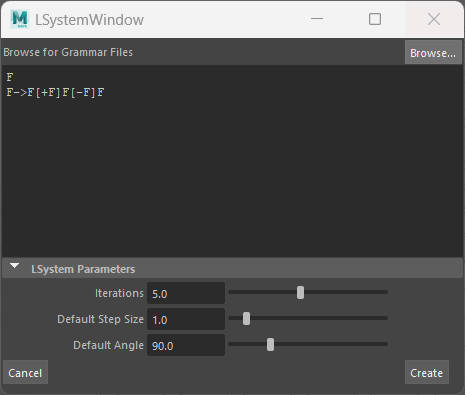 LSystemWindow
Browse for Grammar Files
Browse...
F
F->F[+F]F[-F]F
LSystem Parameters
Iterations 5.0
Default Step Size 1.0
Default Angle 90.0
Cancel
Create